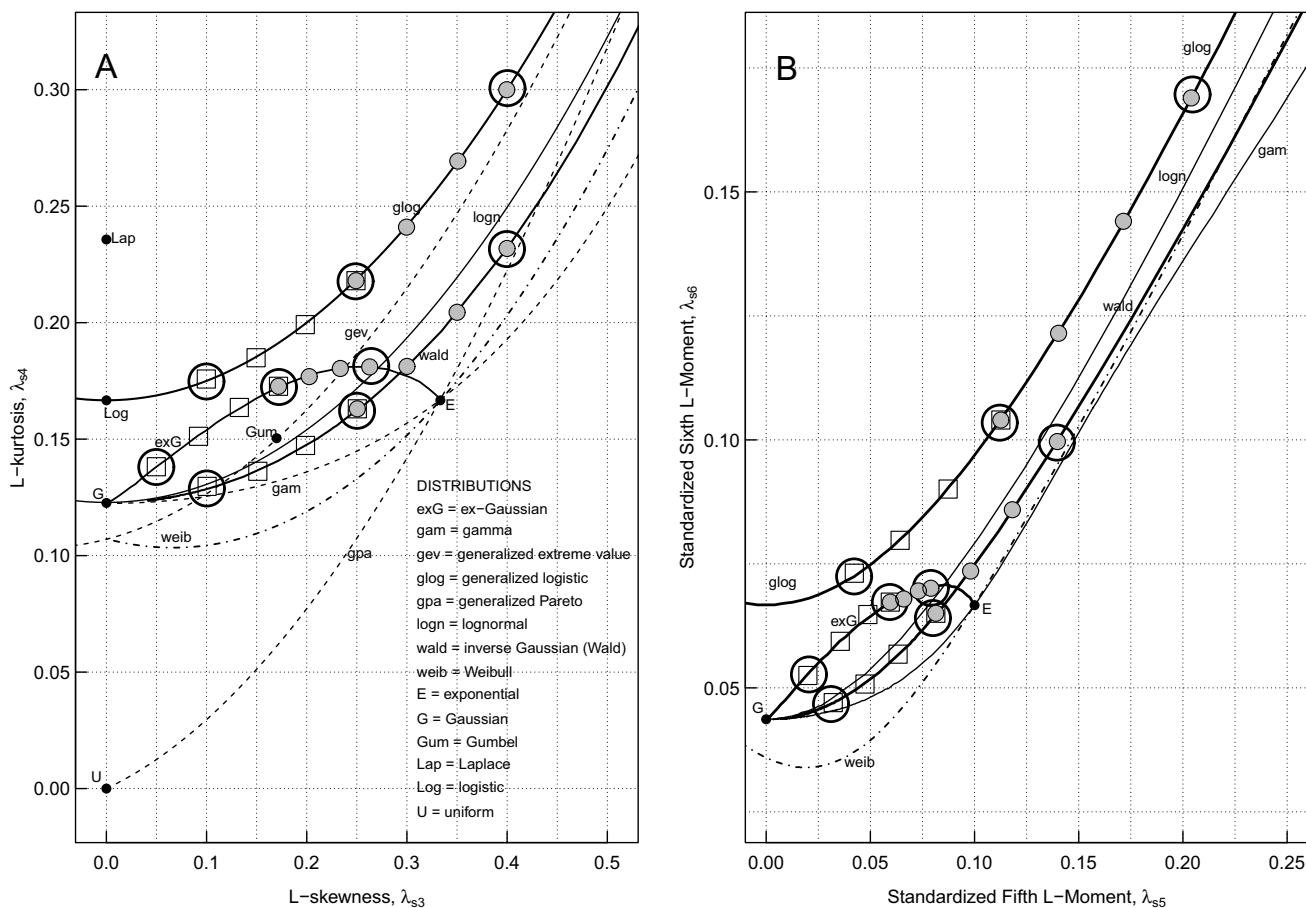 A
0.30
0.25
0.20
0.15
0.10
0.05
0.00
L−kurtosis, λs4
0.0
0.1
0.2
0.3
0.4
0.5
L−skewness, λs3
Lap
glog
logn
gev
wald
Log
Gum
exG
E
G
gam
weib
gpa
U
DISTRIBUTIONS
exG = ex−Gaussian
gam = gamma
gev = generalized extreme value
glog = generalized logistic
gpa = generalized Pareto
logn = lognormal
wald = inverse Gaussian (Wald)
weib = Weibull
E = exponential
G = Gaussian
Gum = Gumbel
Lap = Laplace
Log = logistic
U = uniform
B
0.15
0.10
0.05
Standardized Sixth L−Moment, λs6
0.00
0.05
0.10
0.15
0.20
0.25
Standardized Fifth L−Moment, λs5
glog
gam
logn
wald
glog
exG
E
G
weib